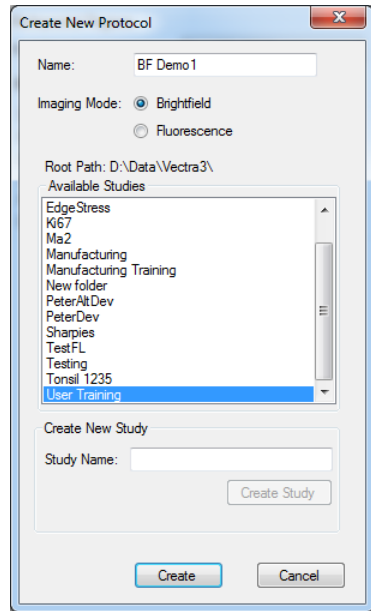 Create New Protocol
Name: BF Demo1
Imaging Mode: Brightfield
Fluorescence
Root Path: D:\Data\Vectra3\
Available Studies
EdgeStress
Ki67
Ma2
Manufacturing
Manufacturing Training
New folder
PeterAltDev
PeterDev
Sharpies
TestFL
Testing
Tonsil 1235
User Training
Create New Study
Study Name:
Create Study
Create Cancel